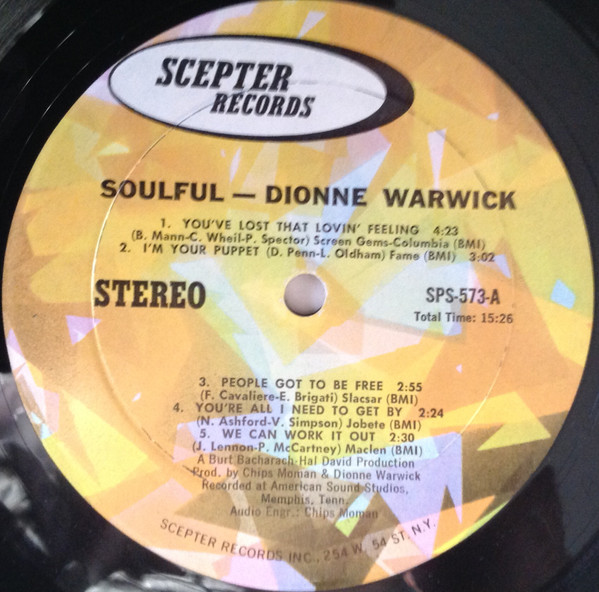 SCEPTER
RECORDS
SOULFUL — DIONNE WARWICK
1. YOU'VE LOST THAT LOVIN' FEELING 4:23
(B. Mann-C. Wheil-P. Spector) Screen Gems-Columbia (BMI)
2. I'M YOUR PUPPET (D. Penn-L. Oldham) Fame (BMI) 3:02
STEREO
SPS-573-A
Total Time: 15:26
3. PEOPLE GOT TO BE FREE 2:55
(F. Cavaliere-E. Brigati) Slacsar (BMI)
4. YOU'RE ALL I NEED TO GET BY 2:24
(N. Ashford-V. Simpson) Jobete (BMI)
5. WE CAN WORK IT OUT 2:30
(J. Lennon-P. McCartney) Maclen (BMI)
A Burt Bacharach-Hal David Production
Prod. by Chips Moman & Dionne Warwick
Recorded at American Sound Studios,
Memphis, Tenn.
Audio Engr.: Chips Moman
SCEPTER RECORDS INC., 254 W. 54 ST. N.Y.